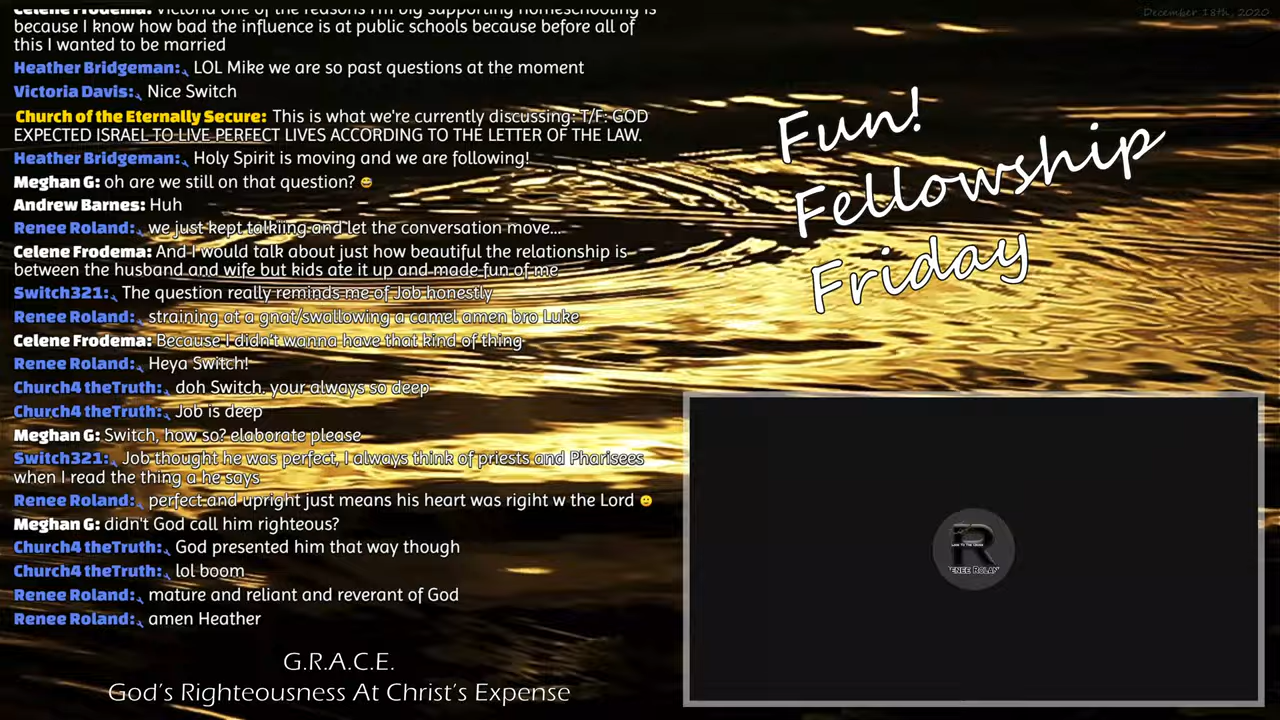 Celene Frodema: Victoria one of the reasons I'm big supporting homeschooling is
because I know how bad the influence is at public schools because before all of
this I wanted to be married
Heather Bridgeman: LOL Mike we are so past questions at the moment
Victoria Davis: Nice Switch
Church of the Eternally Secure: This is what we're currently discussing: T/F: GOD
EXPECTED ISRAEL TO LIVE PERFECT LIVES ACCORDING TO THE LETTER OF THE LAW.
Heather Bridgeman: Holy Spirit is moving and we are following!
Meghan G: oh are we still on that question? 😄
Andrew Barnes: Huh
Renee Roland: we just kept talkiing and let the conversation move...
Celene Frodema: And I would talk about just how beautiful the relationship is
between the husband and wife but kids ate it up and made fun of me
Switch321: The question really reminds me of Job honestly
Renee Roland: straining at a gnat/swallowing a camel amen bro Luke
Celene Frodema: Because I didn't wanna have that kind of thing
Renee Roland: Heya Switch!
Church4 theTruth: doh Switch. your always so deep
Church4 theTruth: Job is deep
Meghan G: Switch, how so? elaborate please
Switch321: Job thought he was perfect, I always think of priests and Pharisees
when I read the thing a he says
Renee Roland: perfect and upright just means his heart was rigiht w the Lord 🙂
Meghan G: didn't God call him righteous?
Church4 theTruth: God presented him that way though
Church4 theTruth: lol boom
Renee Roland: mature and reliant and reverant of God
Renee Roland: amen Heather
G.R.A.C.E.
God's Righteousness At Christ's Expense
December 18th, 2020
Fun!
Fellowship
Friday
R